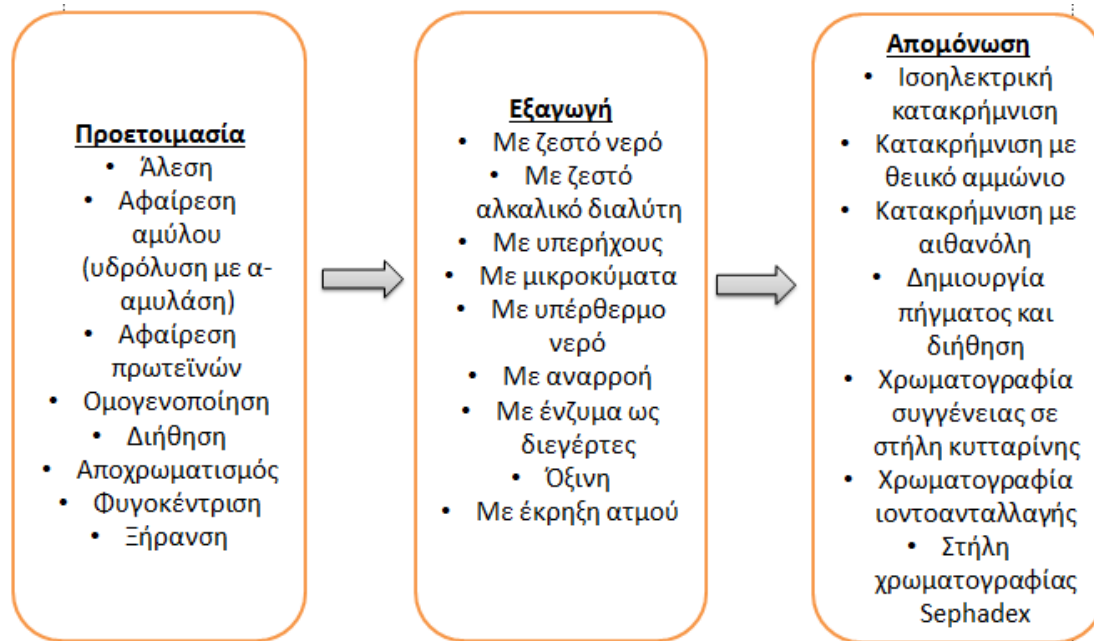 Προετοιμασία
• Άλεση
• Αφαίρεση
αμύλου
(υδρόλυση με α-
αμυλάση)
• Αφαίρεση
πρωτεϊνών
• Ομογενοποίηση
• Διήθηση
• Αποχρωματισμός
• Φυγοκέντριση
• Ξήρανση
Εξαγωγή
• Με ζεστό νερό
• Με ζεστό
αλκαλικό διαλύτη
• Με υπερήχους
• Με μικροκύματα
• Με υπέρθερμο
νερό
• Με αναρροή
• Με ένζυμα ως
διεγέρτες
• Όξινη
• Με έκρηξη ατμού
Απομόνωση
• Ισοηλεκτρική
κατακρήμνιση
• Κατακρήμνιση με
θειικό αμμώνιο
• Κατακρήμνιση με
αιθανόλη
• Δημιουργία
πήγματος και
διήθηση
• Χρωματογραφία
συγγένειας σε
στήλη κυτταρίνης
• Χρωματογραφία
ιοντοανταλλαγής
• Στήλη
χρωματογραφίας
Sephadex